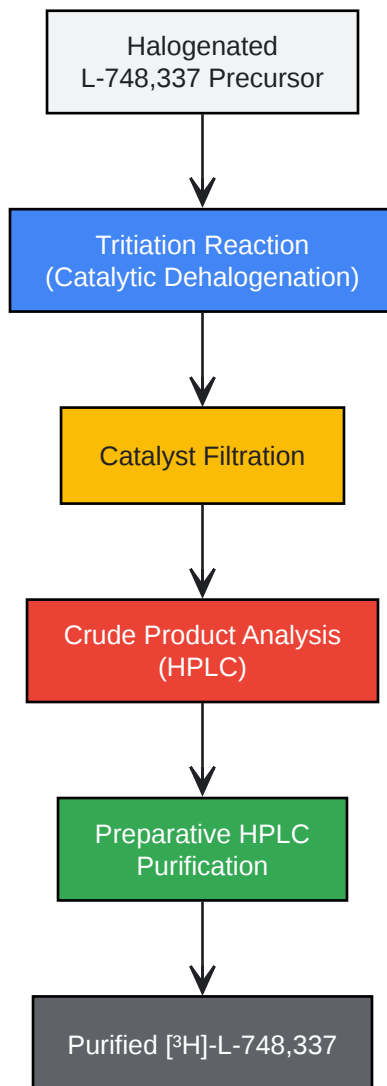 Halogenated
L-748,337 Precursor
Tritiation Reaction
(Catalytic Dehalogenation)
Catalyst Filtration
Crude Product Analysis
(HPLC)
Preparative HPLC
Purification
Purified [³H]-L-748,337